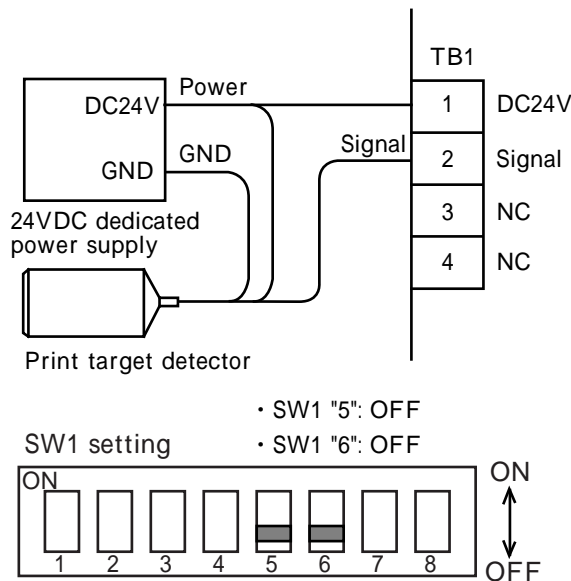 TB1
Power
DC24V
1
DC24V
Signal
GND
GND
2
Signal
3
NC
24VDC dedicated
power supply
4
NC
Print target detector
・SW1 "5": OFF
SW1 setting
・SW1 "6": OFF
ON
ON
1 2 3 4 5 6 7 8
OFF